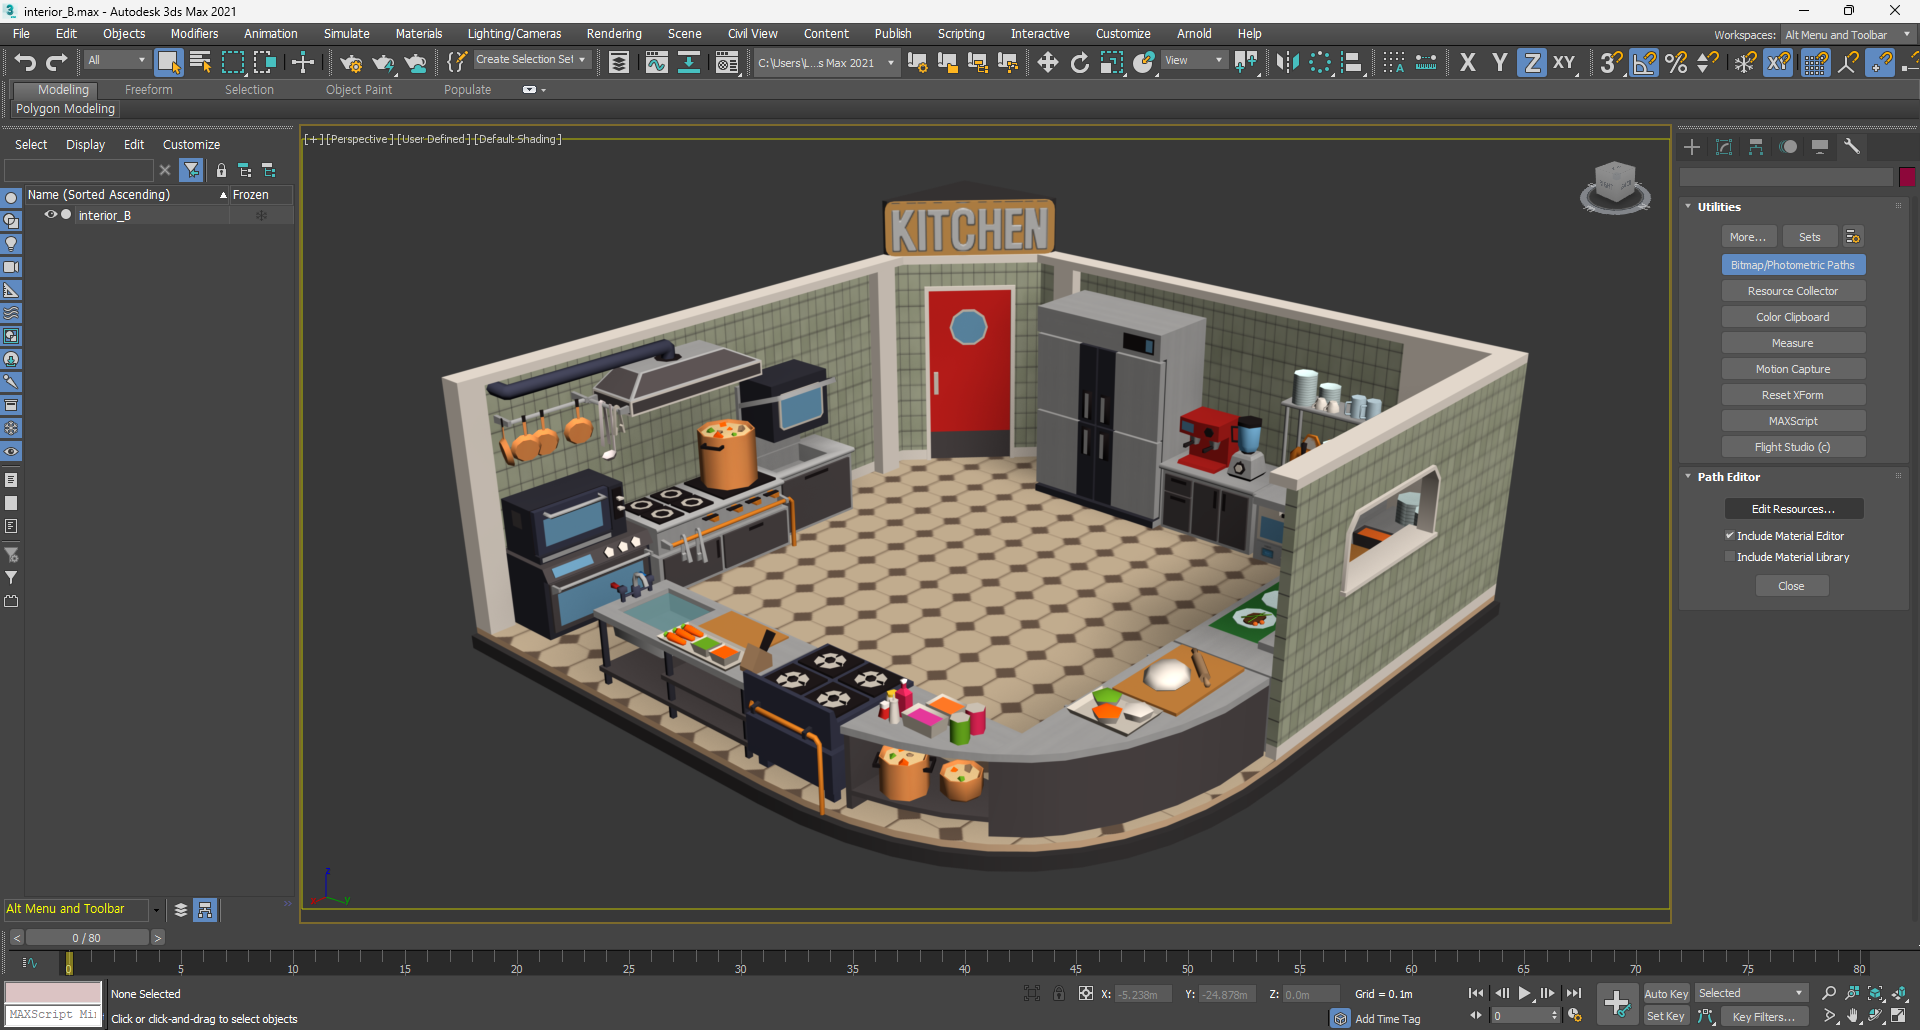 interior_B.max - Autodesk 3ds Max 2021
File Edit Objects Modifiers Animation Simulate Materials Lighting/Cameras Rendering Scene Civil View Content Publish Scripting Interactive Customize Arnold Help
Workspaces: Alt Menu and Toolbar
All
Create Selection Set
C:\Users\L...s Max 2021
View
X Y Z XY
Modeling Freeform Selection Object Paint Populate
Polygon Modeling
Select Display Edit Customize
Name (Sorted Ascending) Frozen
interior_B
[+] [Perspective] [User Defined] [Default Shading]
KITCHEN
Utilities
More... Sets
Bitmap/Photometric Paths
Resource Collector
Color Clipboard
Measure
Motion Capture
Reset XForm
MAXScript
Flight Studio (c)
Path Editor
Edit Resources...
Include Material Editor
Include Material Library
Close
z
y
Alt Menu and Toolbar
< 0 / 80 >
0 5 10 15 20 25 30 35 40 45 50 55 60 65 70 75 80
None Selected
X: -5.238m Y: -24.878m Z: 0.0m Grid = 0.1m
Auto Key Selected
MAXScript Mi
Click or click-and-drag to select objects
Add Time Tag
0
Set Key Key Filters...